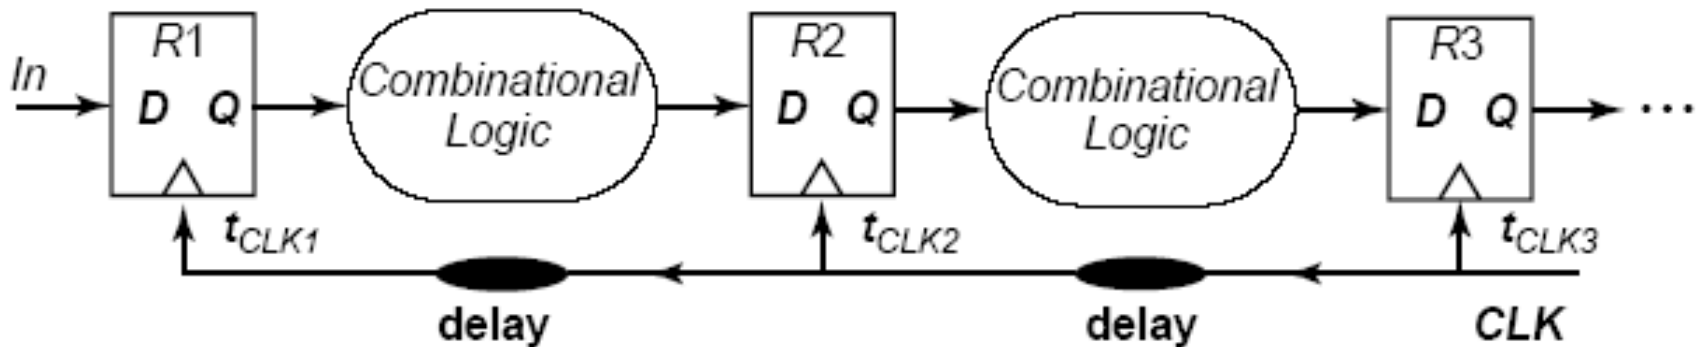 In
R1
D Q
Combinational
Logic
R2
D Q
Combinational
Logic
R3
D Q
...
tCLK1
tCLK2
tCLK3
delay
delay
CLK